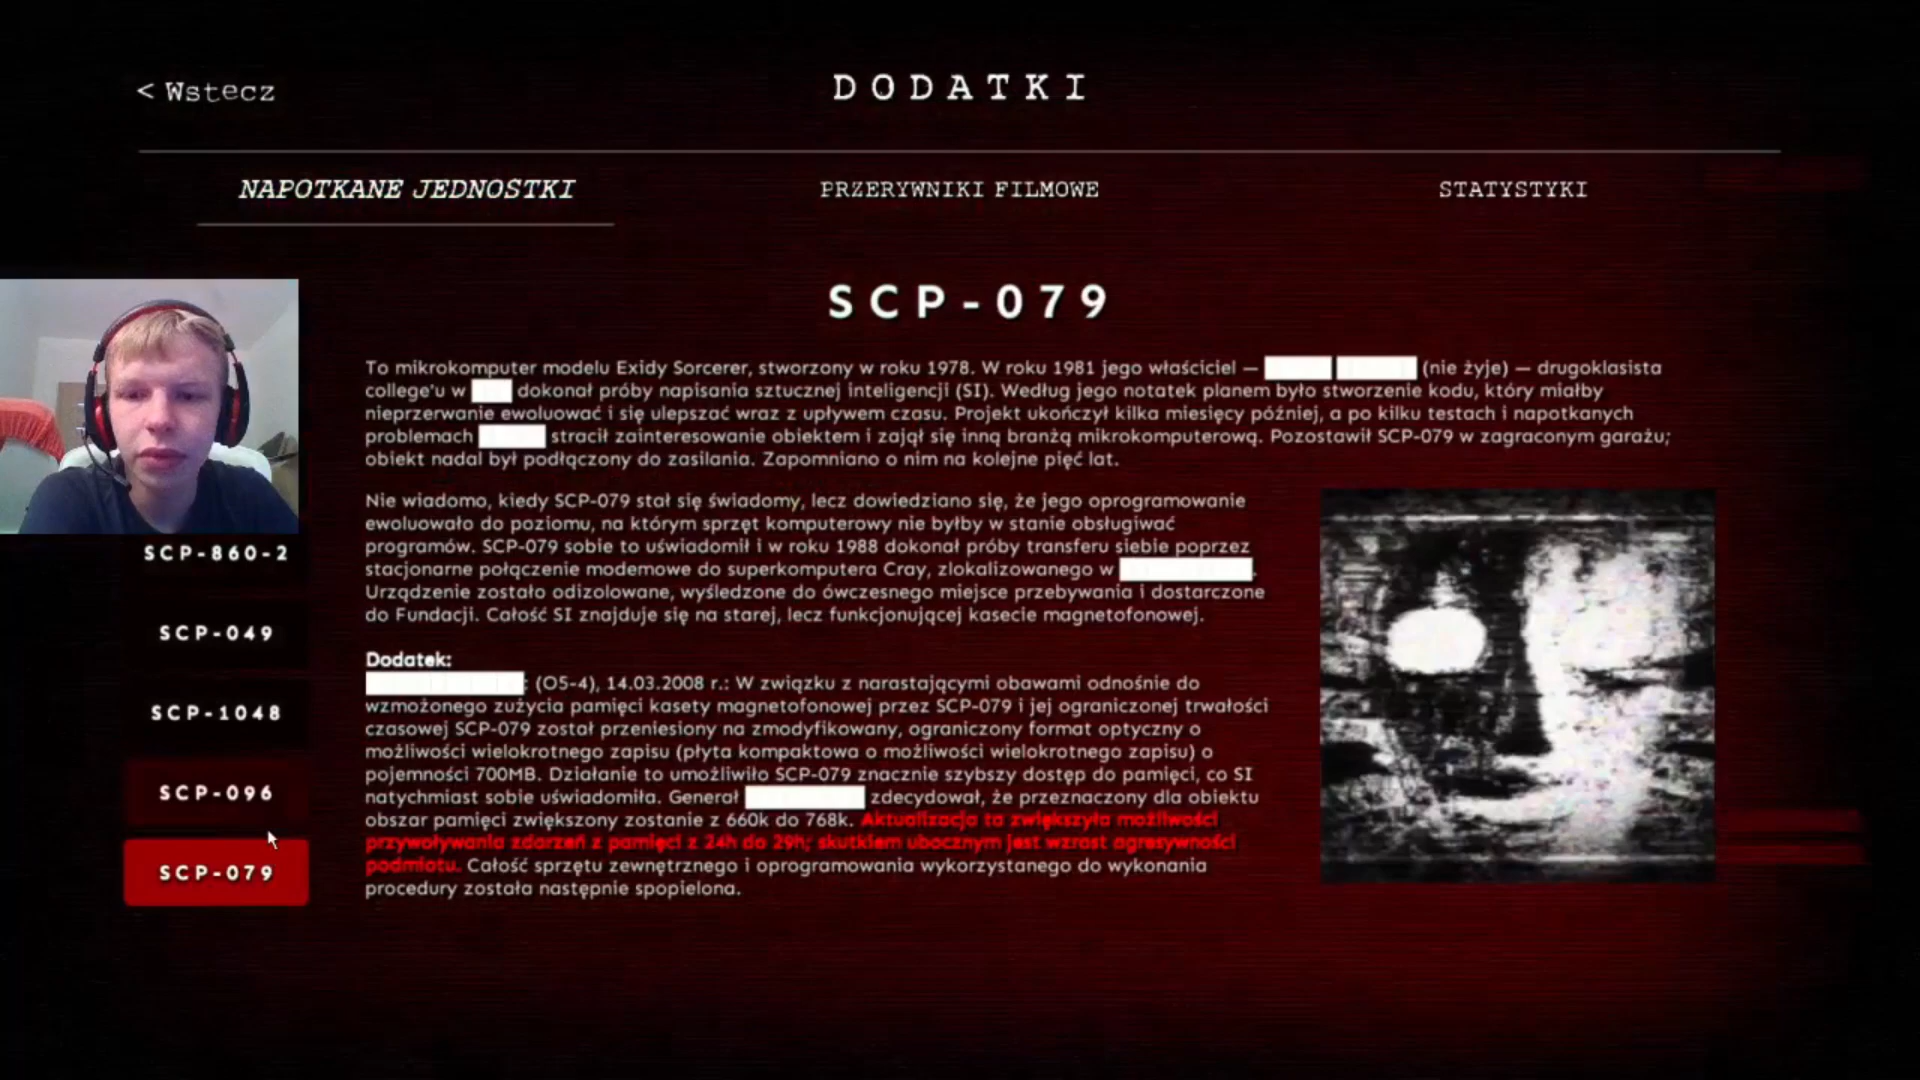 < Wstecz
DODATKI
NAPOTKANE JEDNOSTKI
PRZERYWNIKI FILMOWE
STATYSTYKI
SCP-079
To mikrokomputer modelu Exidy Sorcerer, stworzony w roku 1978. W roku 1981 jego właściciel — (nie żyje) — drugoklasista
college'u w dokonał próby napisania sztucznej inteligencji (SI). Według jego notatek planem było stworzenie kodu, który miałby
nieprzerwanie ewoluować i się ulepszać wraz z upływem czasu. Projekt ukończył kilka miesięcy później, a po kilku testach i napotkanych
problemach stracił zainteresowanie obiektem i zajął się inną branżą mikrokomputerową. Pozostawił SCP-079 w zagraconym garażu;
obiekt nadal był podłączony do zasilania. Zapomniano o nim na kolejne pięć lat.
Nie wiadomo, kiedy SCP-079 stał się świadomy, lecz dowiedziano się, że jego oprogramowanie
ewoluowało do poziomu, na którym sprzęt komputerowy nie byłby w stanie obsługiwać
programów. SCP-079 sobie to uświadomił i w roku 1988 dokonał próby transferu siebie poprzez
stacjonarne połączenie modemowe do superkomputera Cray, zlokalizowanego w .
Urządzenie zostało odizolowane, wyśledzone do ówczesnego miejsce przebywania i dostarczone
do Fundacji. Całość SI znajduje się na starej, lecz funkcjonującej kasecie magnetofonowej.
Dodatek:
: (O5-4), 14.03.2008 r.: W związku z narastającymi obawami odnośnie do
wzmożonego zużycia pamięci kasety magnetofonowej przez SCP-079 i jej ograniczonej trwałości
czasowej SCP-079 został przeniesiony na zmodyfikowany, ograniczony format optyczny o
możliwości wielokrotnego zapisu (płyta kompaktowa o możliwości wielokrotnego zapisu) o
pojemności 700MB. Działanie to umożliwiło SCP-079 znacznie szybszy dostęp do pamięci, co SI
natychmiast sobie uświadomiła. Generał zdecydował, że przeznaczony dla obiektu
obszar pamięci zwiększony zostanie z 660k do 768k. Aktualizacja ta zwiększyła możliwości
przywoływania zdarzeń z pamięci z 24h do 29h; skutkiem ubocznym jest wzrost agresywności
podmiotu. Całość sprzętu zewnętrznego i oprogramowania wykorzystanego do wykonania
procedury została następnie spopielona.
SCP-860-2
SCP-049
SCP-1048
SCP-096
SCP-079